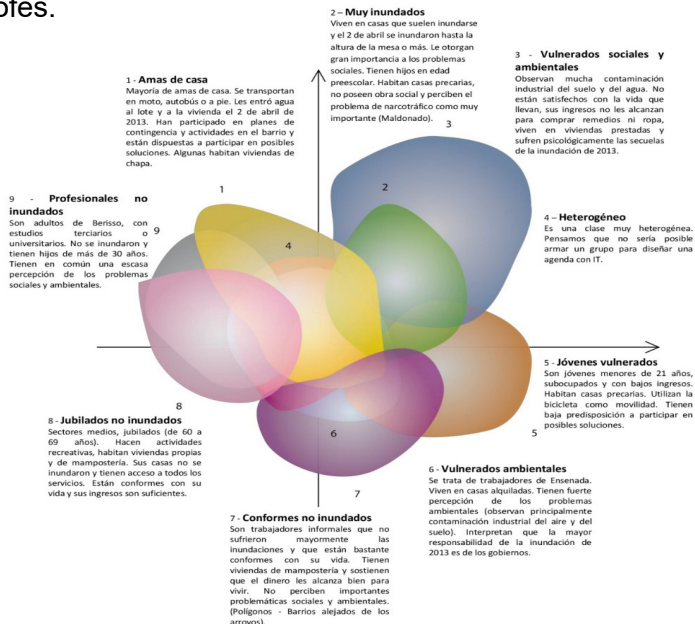 ofes.
2 – Muy inundados
Viven en casas que suelen inundarse
y el 2 de abril se inundaron hasta la
altura de la mesa o más. Le otorgan
gran importancia a los problemas
sociales. Tienen hijos en edad
preescolar. Habitan casas precarias,
no poseen obra social y perciben el
problema de narcotráfico como muy
importante (Maldonado).
3 - Vulnerados sociales y
ambientales
Observan mucha contaminación
industrial del suelo y del agua. No
están satisfechos con la vida que
llevan, sus ingresos no les alcanzan
para comprar remedios ni ropa,
viven en viviendas prestadas y
sufren psicológicamente las secuelas
de la inundación de 2013.
1 - Amas de casa
Mayoría de amas de casa. Se transportan
en moto, autobús o a pie. Les entró agua
al lote y a la vivienda el 2 de abril de
2013. Han participado en planes de
contingencia y actividades en el barrio y
están dispuestas a participar en posibles
soluciones. Algunas habitan viviendas de
chapa.
3
1
2
9 - Profesionales no
inundados
Son adultos de Berisso, con
estudios terciarios o
universitarios. No se inundaron y
tienen hijos de más de 30 años.
Tienen en común una escasa
percepción de los problemas
sociales y ambientales.
9
4
4 – Heterogéneo
Es una clase muy heterogénea.
Pensamos que no sería posible
armar un grupo para diseñar una
agenda con IT.
5 - Jóvenes vulnerados
Son jóvenes menores de 21 años,
subocupados y con bajos ingresos.
Habitan casas precarias. Utilizan la
bicicleta como movilidad. Tienen
baja predisposición a participar en
posibles soluciones.
8
5
6
8 - Jubilados no inundados
Sectores medios, jubilados (de 60 a
69 años). Hacen actividades
recreativas, habitan viviendas propias
y de mampostería. Sus casas no se
inundaron y tienen acceso a todos los
servicios. Están conformes con su
vida y sus ingresos son suficientes.
6 - Vulnerados ambientales
Se trata de trabajadores de Ensenada.
Viven en casas alquiladas. Tienen fuerte
percepción de los problemas
ambientales (observan principalmente
contaminación industrial del aire y del
suelo). Interpretan que la mayor
responsabilidad de la inundación de
2013 es de los gobiernos.
7
7 - Conformes no inundados
Son trabajadores informales que no
sufrieron mayormente las
inundaciones y que están bastante
conformes con su vida. Tienen
viviendas de mampostería y sostienen
que el dinero les alcanza bien para
vivir. No perciben importantes
problemáticas sociales y ambientales.
(Polígonos - Barrios alejados de los
arroyos).